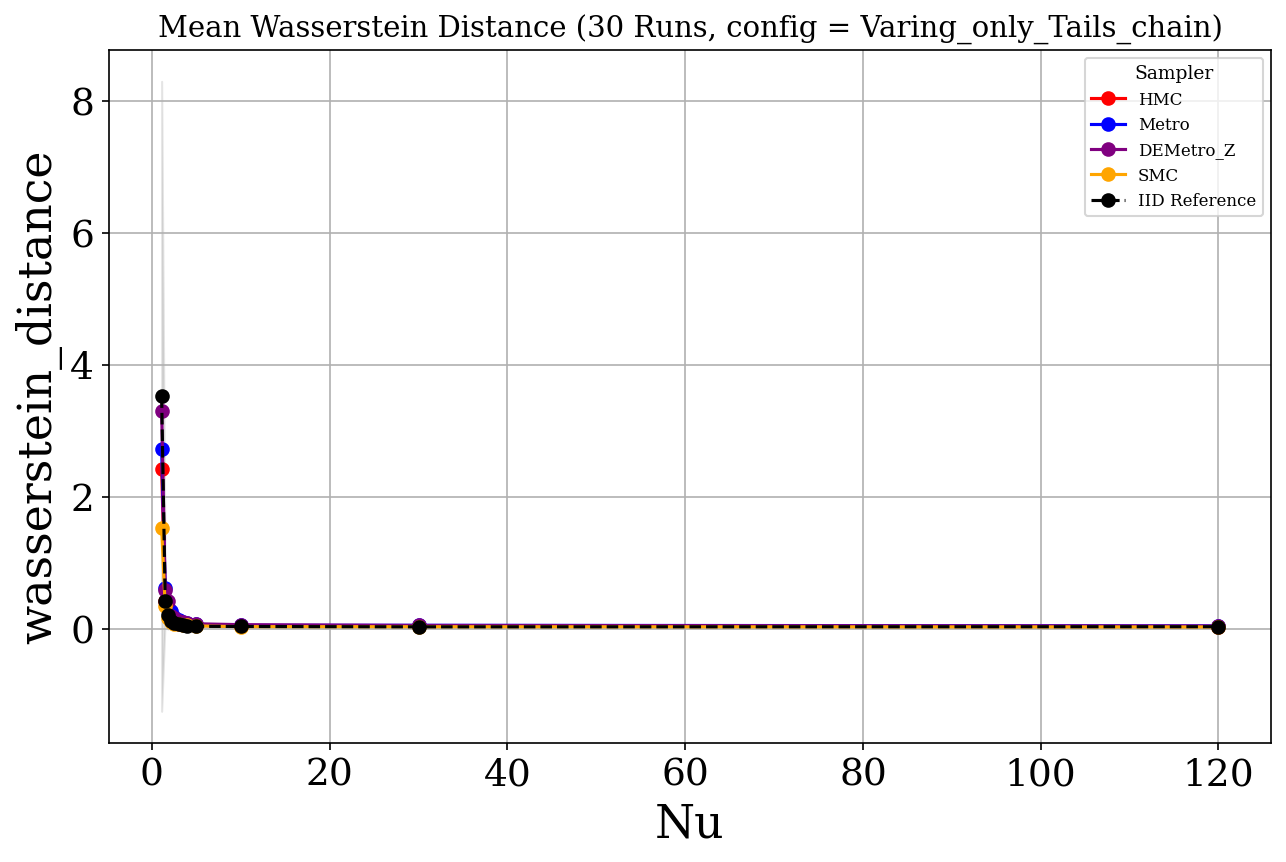 Mean Wasserstein Distance (30 Runs, config = Varing_only_Tails_chain)
wasserstein_distance
8
6
4
2
0
Sampler
HMC
Metro
DEMetro_Z
SMC
IID Reference
0 20 40 60 80 100 120
Nu